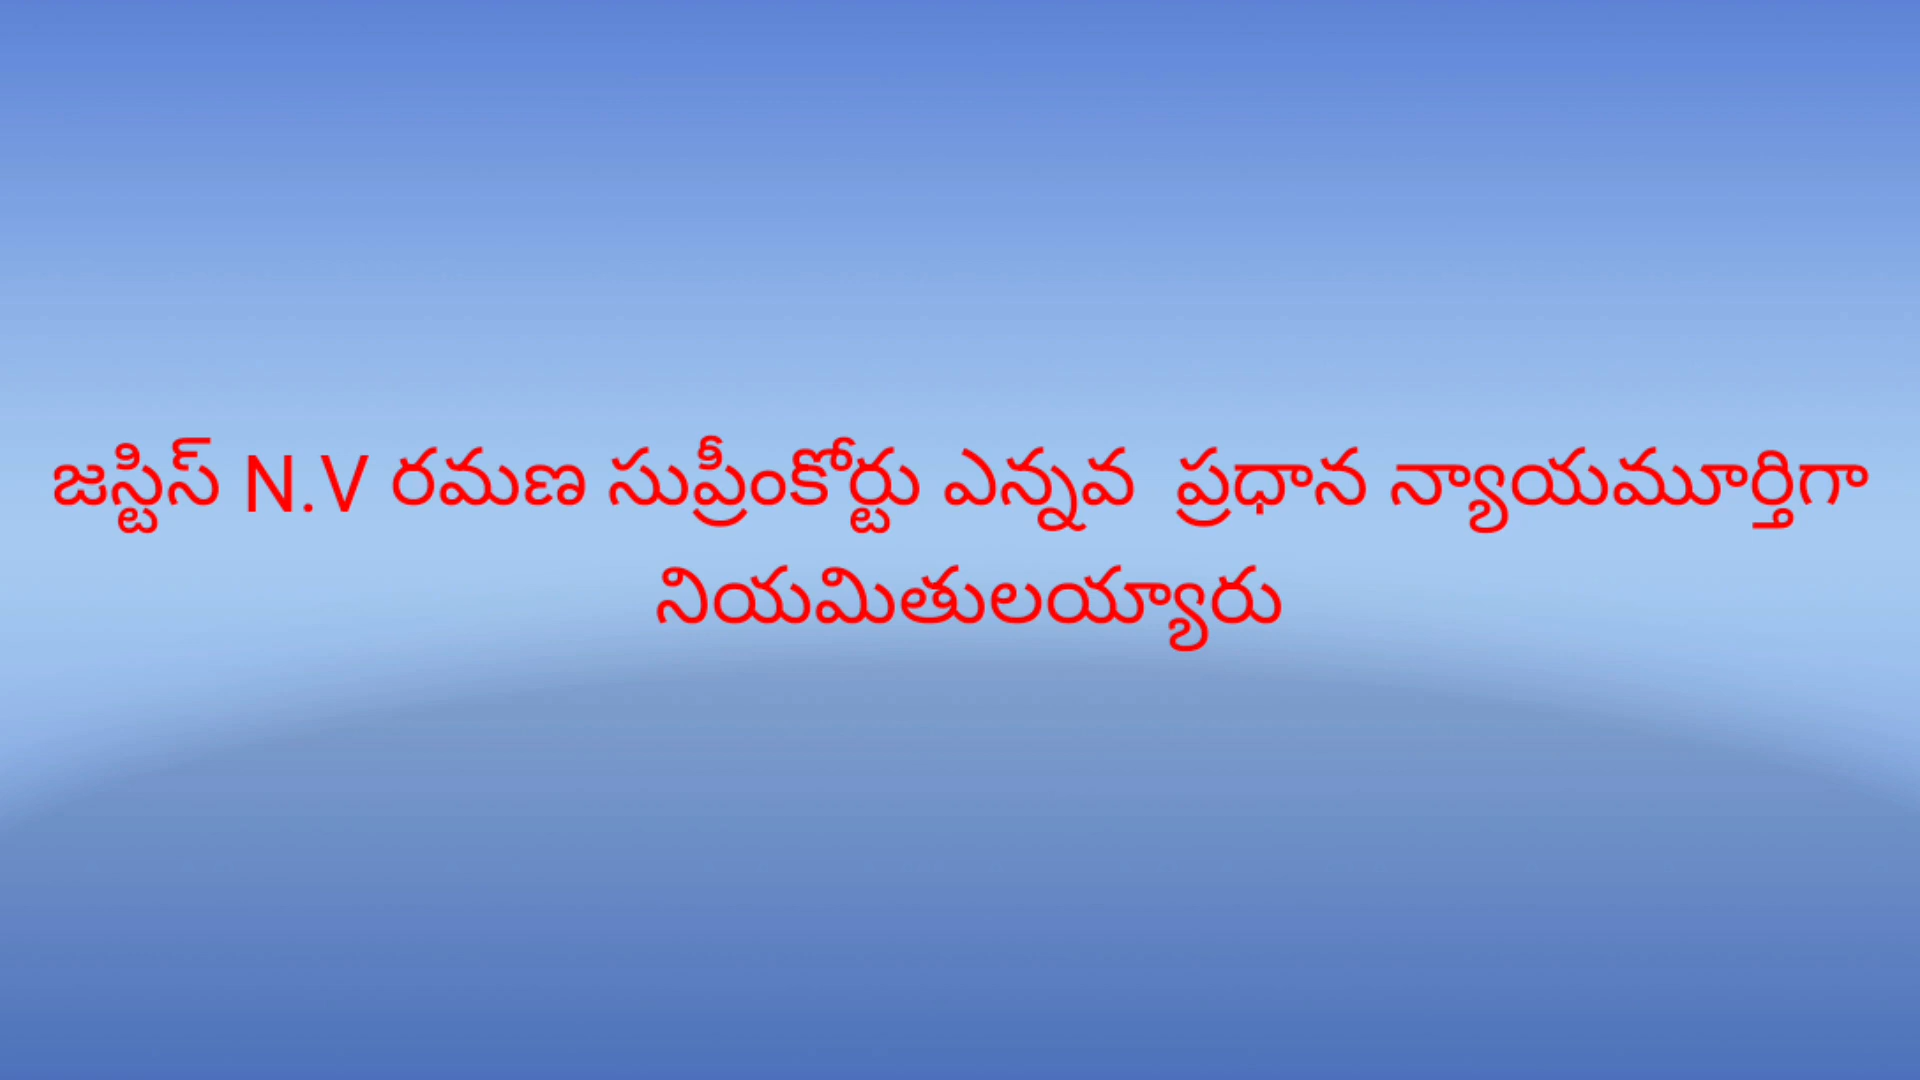 జస్టిస్ N.V రమణ సుప్రీంకోర్టు ఎన్నవ  ప్రధాన న్యాయమూర్తిగా
నియమితులయ్యారు